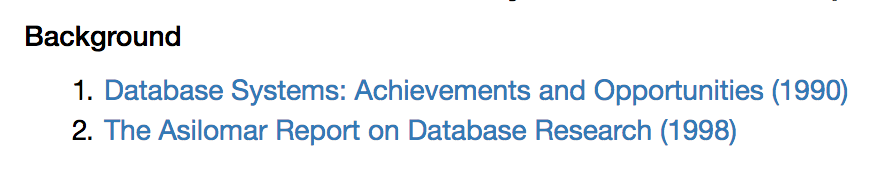 Background
1. Database Systems: Achievements and Opportunities (1990)
2. The Asilomar Report on Database Research (1998)